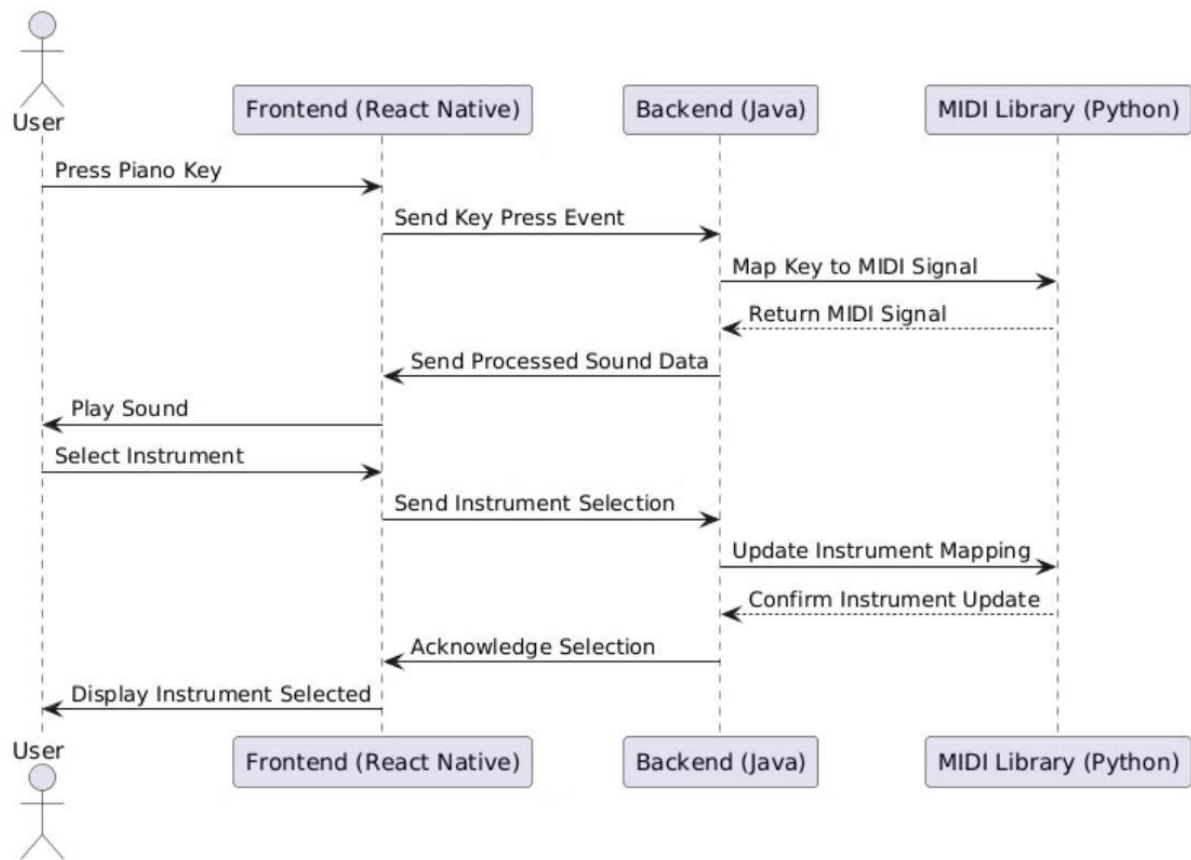 User
Frontend (React Native)
Backend (Java)
MIDI Library (Python)
Press Piano Key
Send Key Press Event
Map Key to MIDI Signal
Return MIDI Signal
Send Processed Sound Data
Play Sound
Select Instrument
Send Instrument Selection
Update Instrument Mapping
Confirm Instrument Update
Acknowledge Selection
Display Instrument Selected
User
Frontend (React Native)
Backend (Java)
MIDI Library (Python)